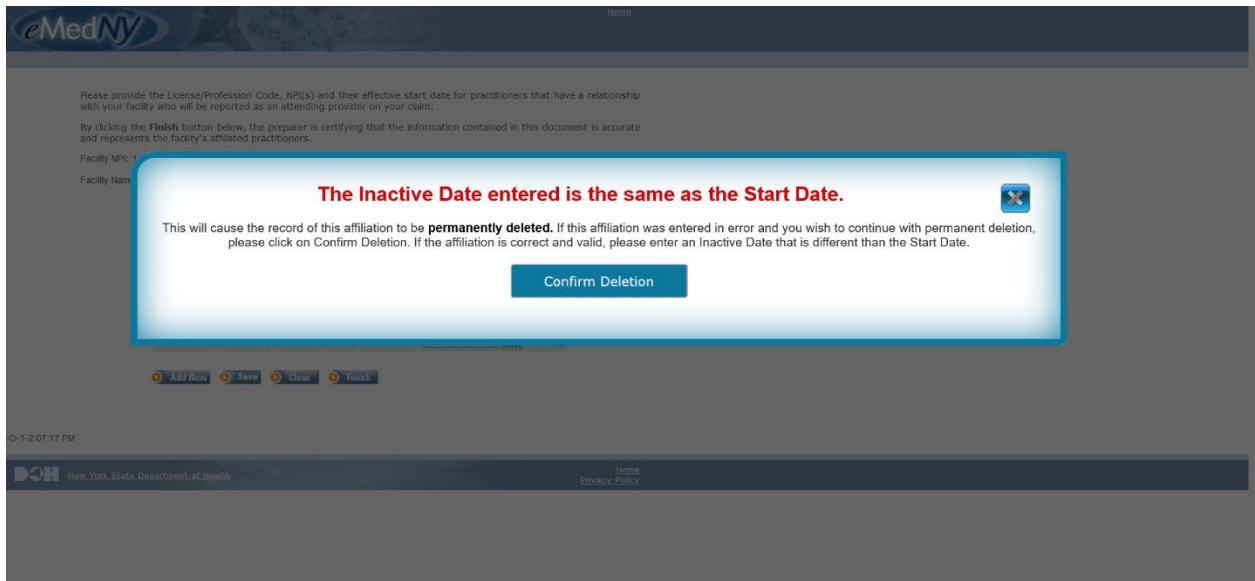 Home
eMedNY
Please provide the License/Profession Code, NPI(s) and their effective start date for practitioners that have a relationship
with your facility who will be reported as an attending provider on your claim:
By clicking the Finish button below, the preparer is certifying that the information contained in this document is accurate
and represents the facility's affiliated practitioners.
Facility NPI: 1
Facility Nam
The Inactive Date entered is the same as the Start Date.
This will cause the record of this affiliation to be permanently deleted. If this affiliation was entered in error and you wish to continue with permanent deletion,
please click on Confirm Deletion. If the affiliation is correct and valid, please enter an Inactive Date that is different than the Start Date.
Confirm Deletion
Add New Save Clear Finish
-O-1-2:07:17 PM
DOH New York State Department of Health
Home
Privacy Policy